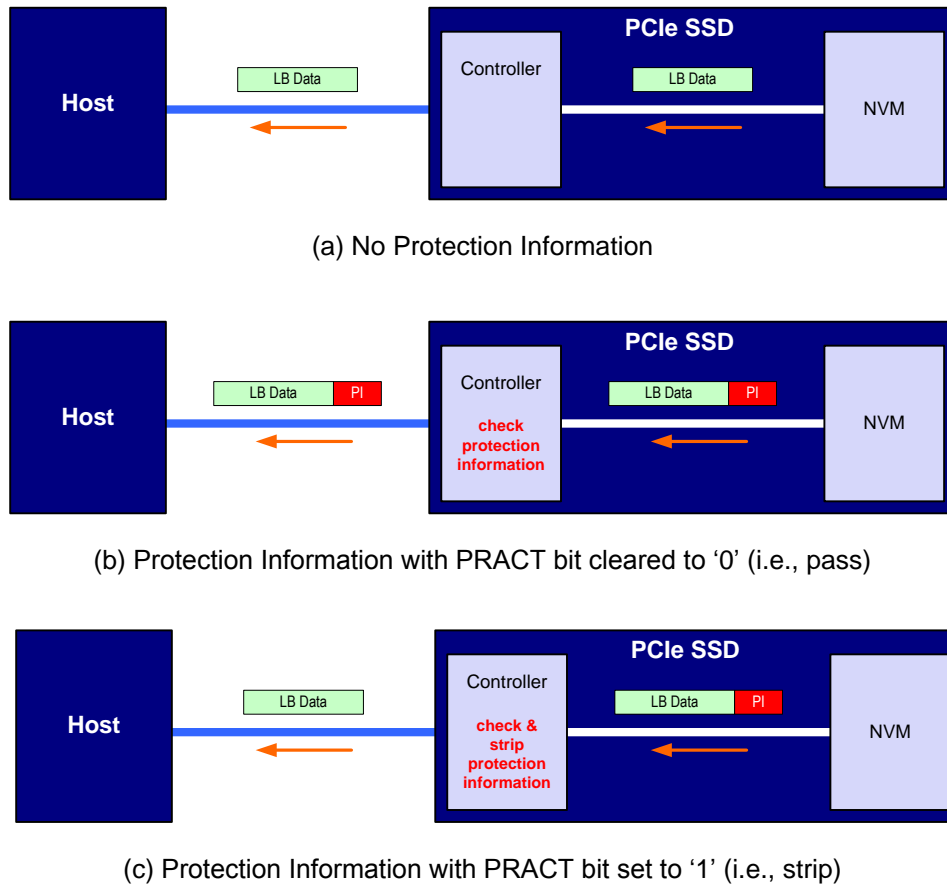 PCIe SSD
Host
LB Data
Controller
LB Data
NVM
(a) No Protection Information
PCIe SSD
Host
LB Data PI
Controller
check
protection
information
LB Data PI
NVM
(b) Protection Information with PRACT bit cleared to ‘0’ (i.e., pass)
PCIe SSD
Host
LB Data
Controller
check &
strip
protection
information
LB Data PI
NVM
(c) Protection Information with PRACT bit set to ‘1’ (i.e., strip)